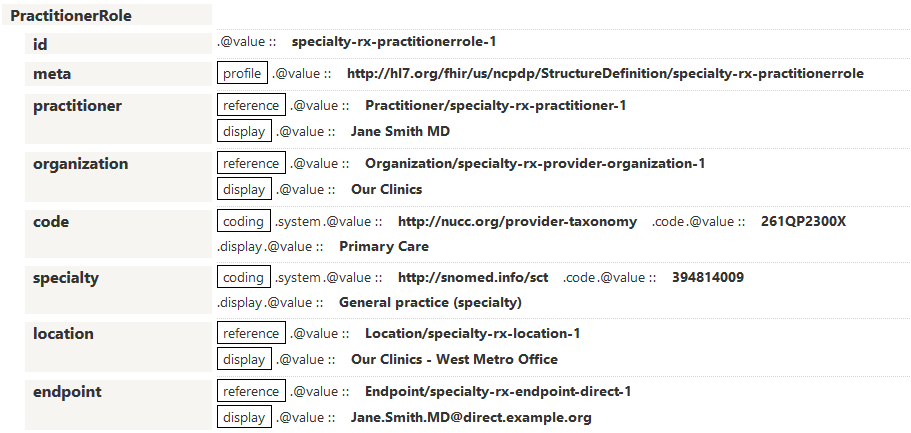 PractitionerRole
id .@value :: specialty-rx-practitionerrole-1
meta profile .@value :: http://hl7.org/fhir/us/ncpdp/StructureDefinition/specialty-rx-practitionerrole
practitioner reference .@value :: Practitioner/specialty-rx-practitioner-1
display .@value :: Jane Smith MD
organization reference .@value :: Organization/specialty-rx-provider-organization-1
display .@value :: Our Clinics
code coding .system.@value :: http://nucc.org/provider-taxonomy .code.@value :: 261QP2300X
.display.@value :: Primary Care
specialty coding .system.@value :: http://snomed.info/sct .code.@value :: 394814009
.display.@value :: General practice (specialty)
location reference .@value :: Location/specialty-rx-location-1
display .@value :: Our Clinics - West Metro Office
endpoint reference .@value :: Endpoint/specialty-rx-endpoint-direct-1
display .@value :: Jane.Smith.MD@direct.example.org